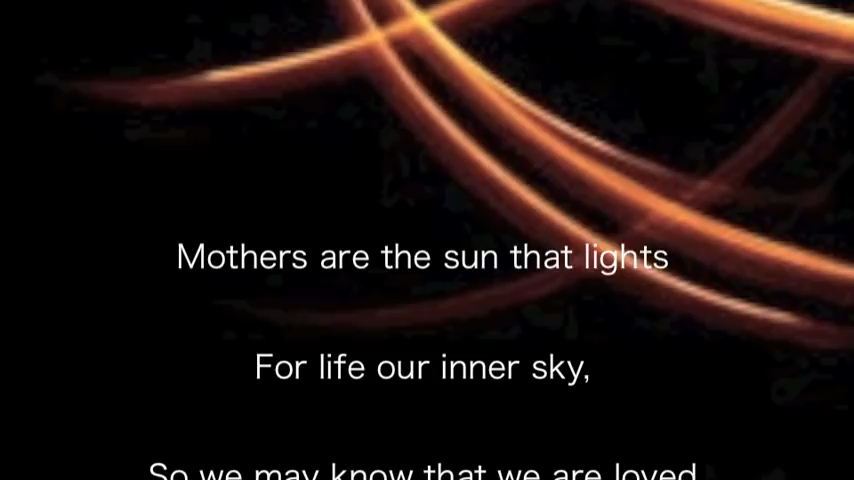 Mothers are the sun that lights
For life our inner sky,
So we may know that we are loved